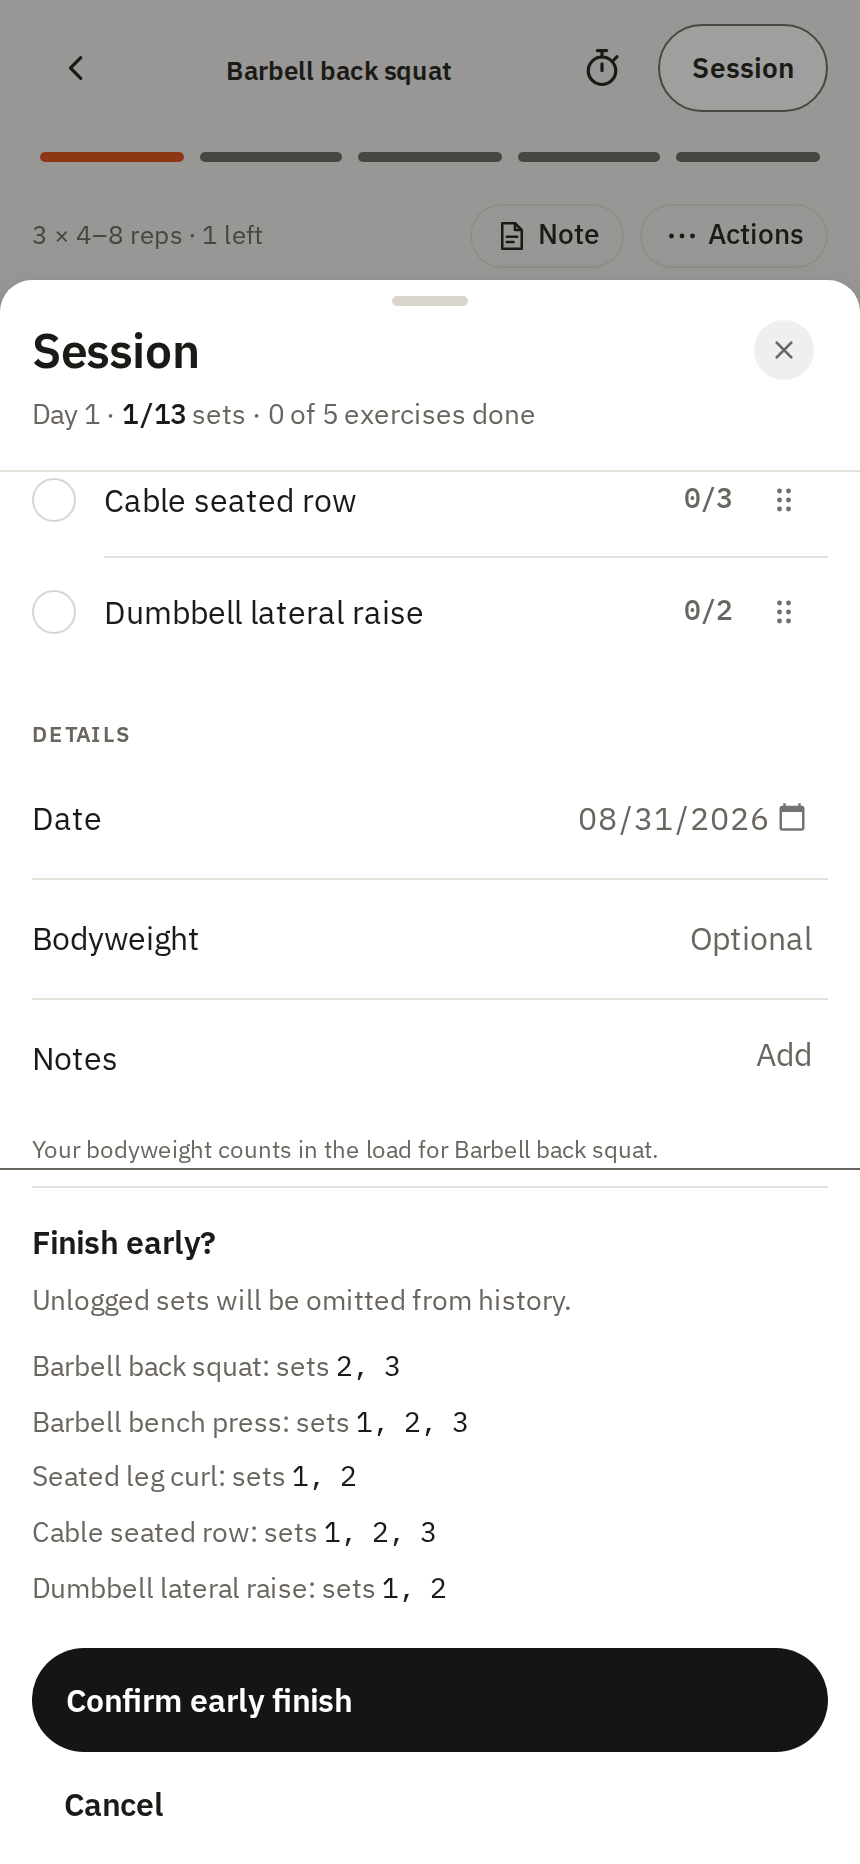 Barbell back squat
Session
3 × 4–8 reps · 1 left
Note
Actions
Session
Day 1 · 1/13 sets · 0 of 5 exercises done
Cable seated row 0/3
Dumbbell lateral raise 0/2
DETAILS
Date 08/31/2026
Bodyweight Optional
Notes Add
Your bodyweight counts in the load for Barbell back squat.
Finish early?
Unlogged sets will be omitted from history.
Barbell back squat: sets 2, 3
Barbell bench press: sets 1, 2, 3
Seated leg curl: sets 1, 2
Cable seated row: sets 1, 2, 3
Dumbbell lateral raise: sets 1, 2
Confirm early finish
Cancel